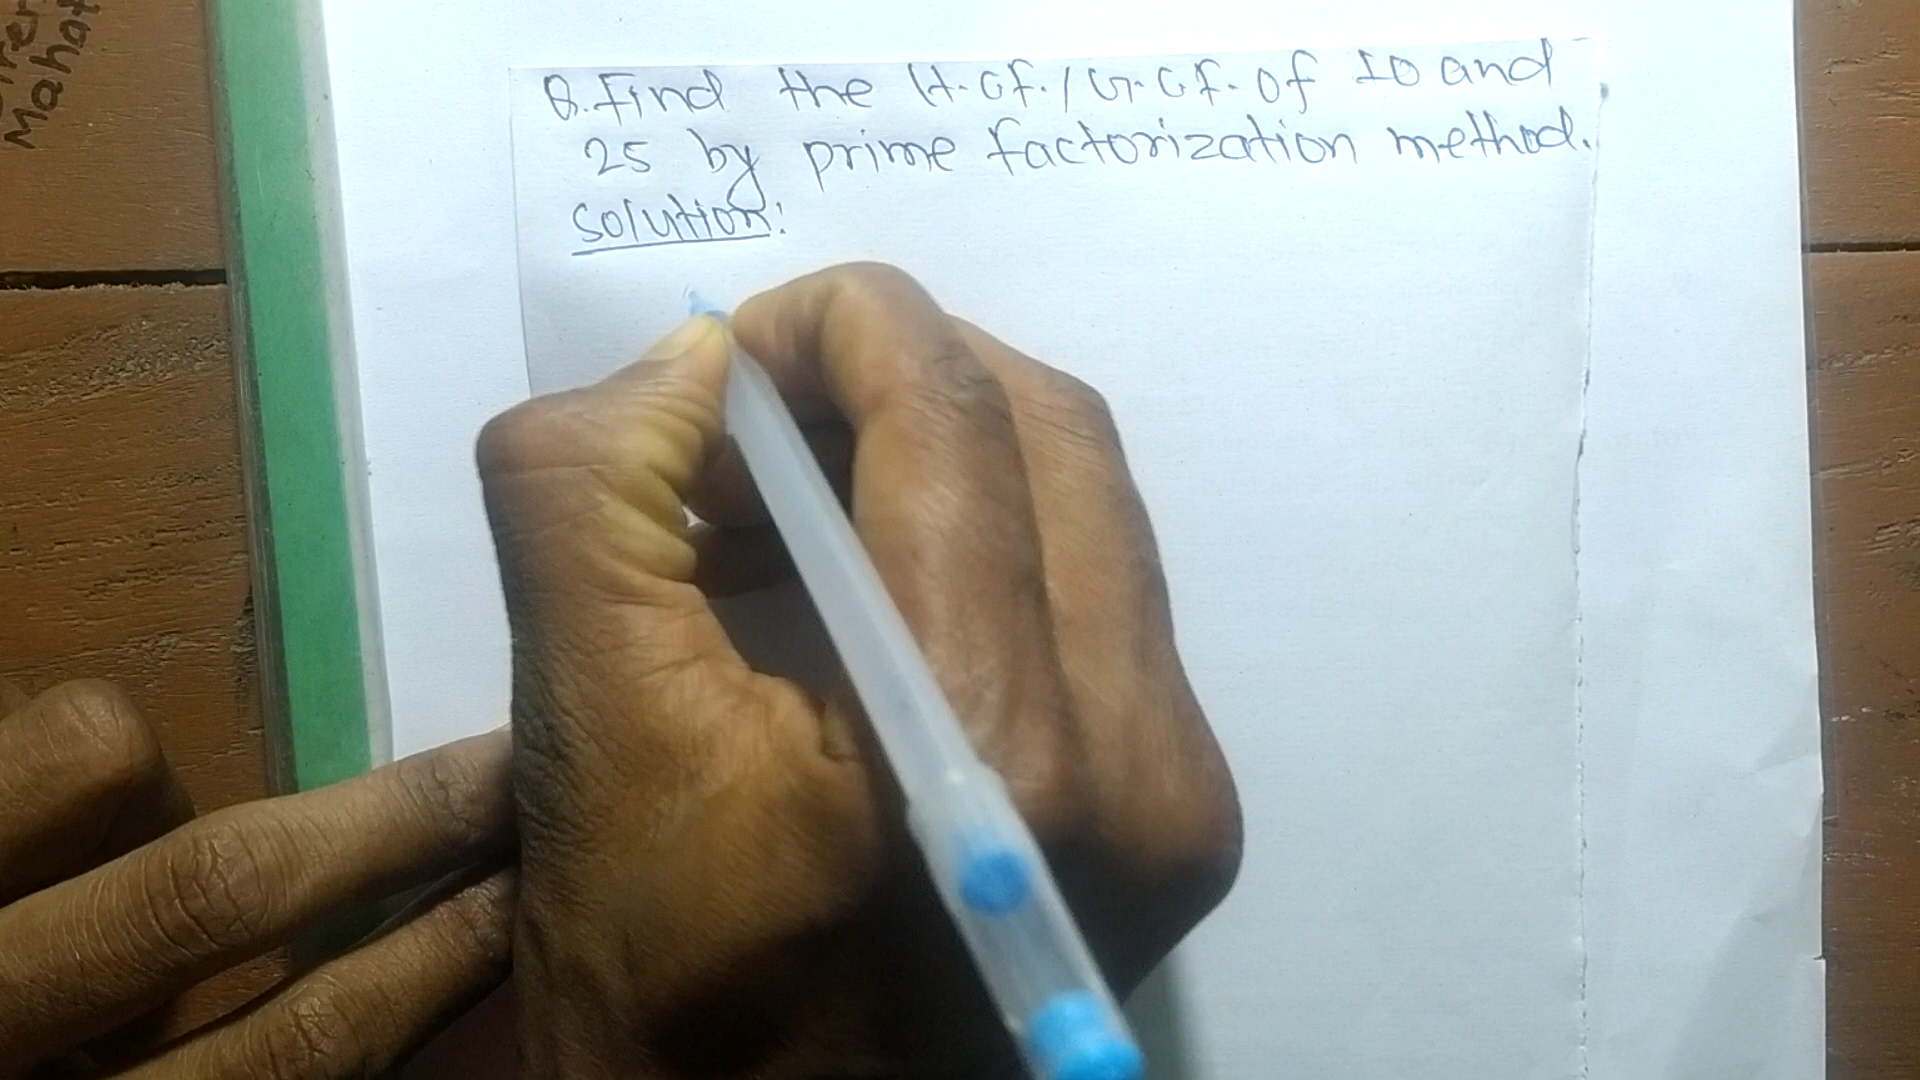 Q. Find the H.C.F./G.C.F. of 10 and
25 by prime factorization method.
Solution: